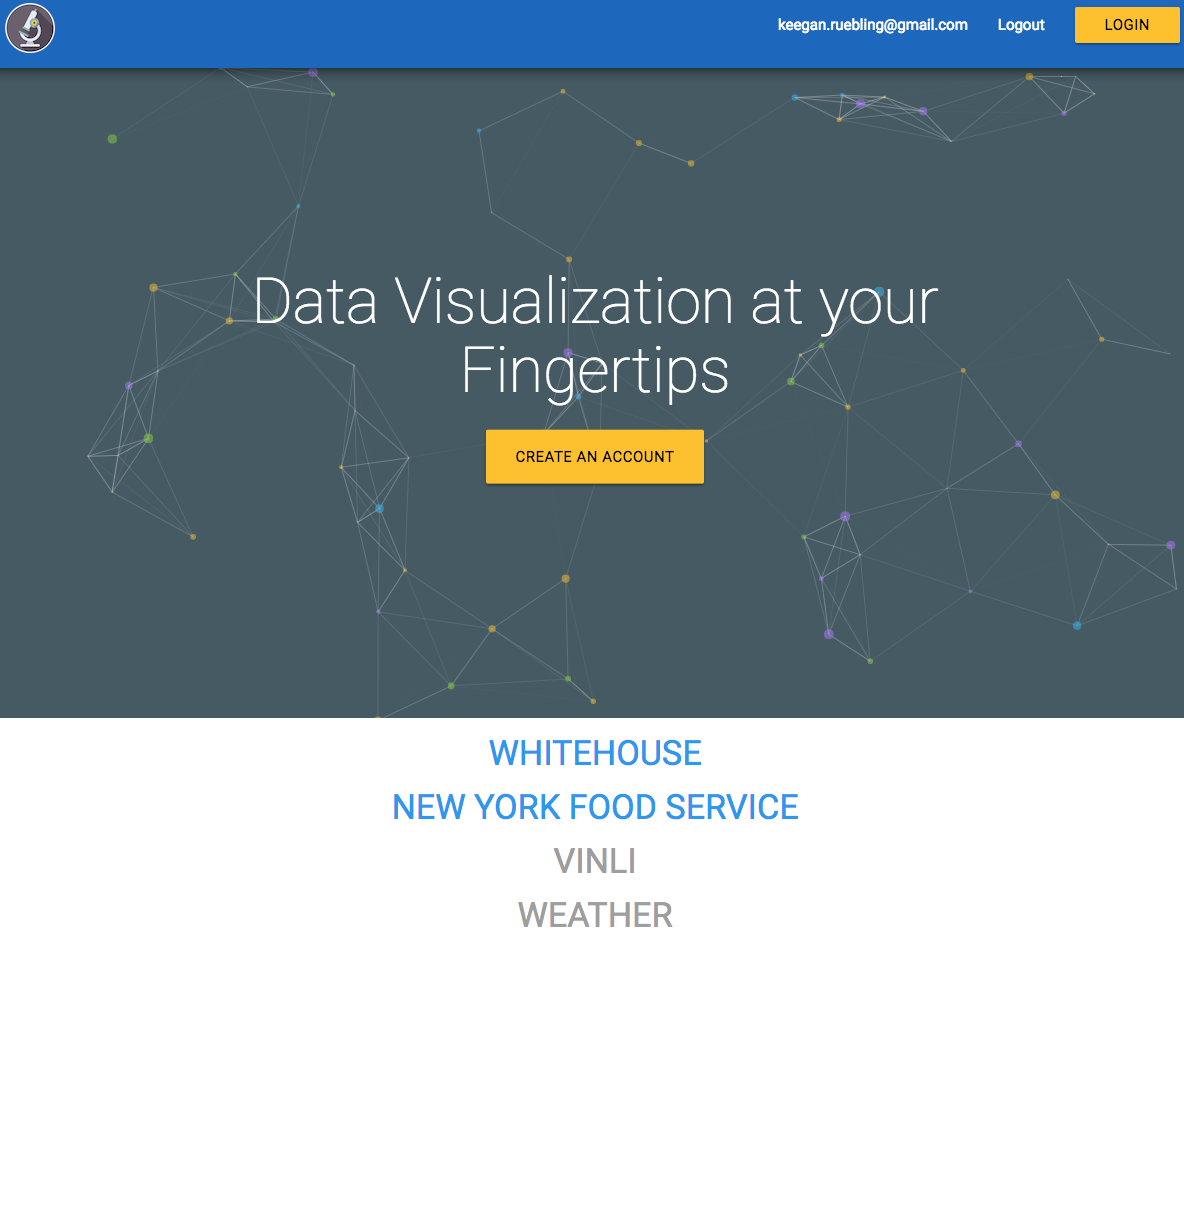 keegan.ruebling@gmail.com Logout LOGIN
Data Visualization at your
Fingertips
CREATE AN ACCOUNT
WHITEHOUSE
NEW YORK FOOD SERVICE
VINLI
WEATHER